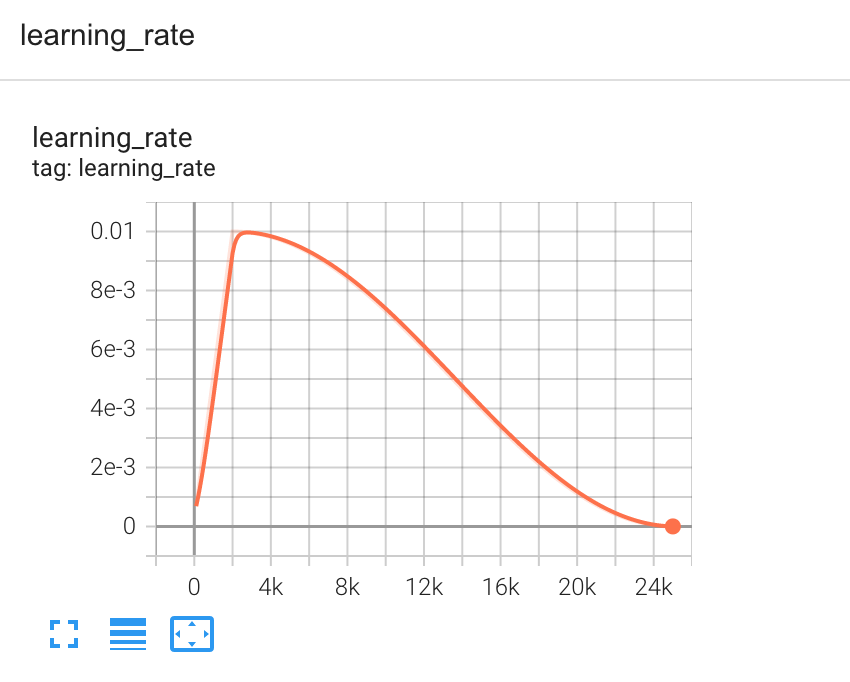 learning_rate
learning_rate
tag: learning_rate
0.01
8e-3
6e-3
4e-3
2e-3
0
0 4k 8k 12k 16k 20k 24k